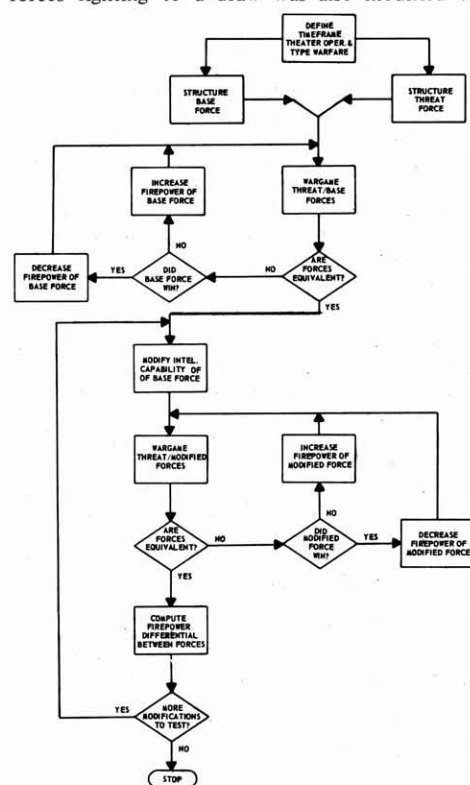 forces fighting to a draw was also modified
DEFINE
TIMEFRAME
THEATER OPER. &
TYPE WARFARE
STRUCTURE
BASE
FORCE
STRUCTURE
THREAT
FORCE
INCREASE
FIREPOWER OF
BASE FORCE
WARGAME
THREAT/BASE
FORCES
NO
DECREASE
FIREPOWER OF
BASE FORCE
YES
DID
BASE FORCE
WIN?
NO
ARE
FORCES
EQUIVALENT?
YES
MODIFY INTEL.
CAPABILITY OF
OF BASE FORCE
WARGAME
THREAT/MODIFIED
FORCES
INCREASE
FIREPOWER OF
MODIFIED FORCE
NO
ARE
FORCES
EQUIVALENT?
NO
DID
MODIFIED
FORCE
WIN?
YES
DECREASE
FIREPOWER OF
MODIFIED FORCE
YES
COMPUTE
FIREPOWER
DIFFERENTIAL
BETWEEN FORCES
YES
MORE
MODIFICATIONS
TO TEST?
NO
STOP